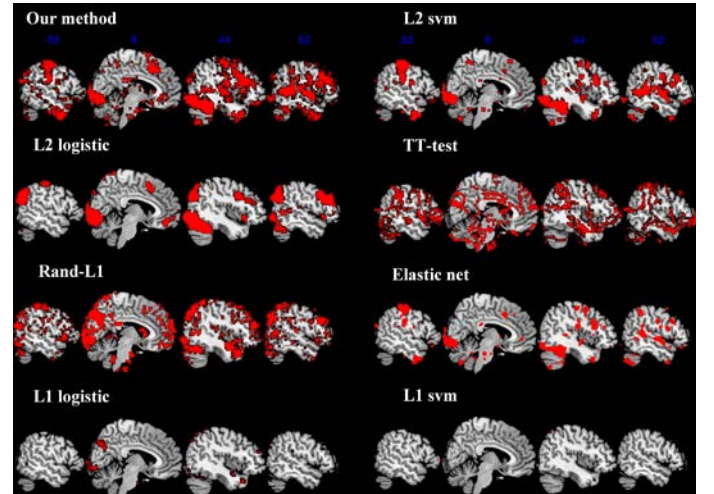 Our method
L2 svm
L2 logistic
TT-test
Rand-L1
Elastic net
L1 logistic
L1 svm